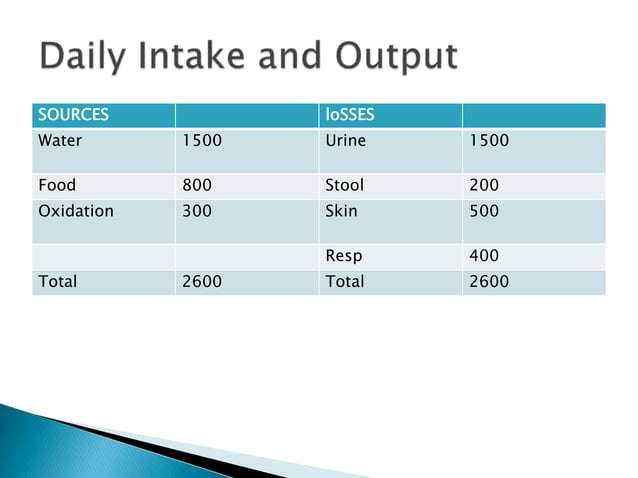 Daily Intake and Output
SOURCES loSSES
Water 1500 Urine 1500
Food 800 Stool 200
Oxidation 300 Skin 500
Resp 400
Total 2600 Total 2600